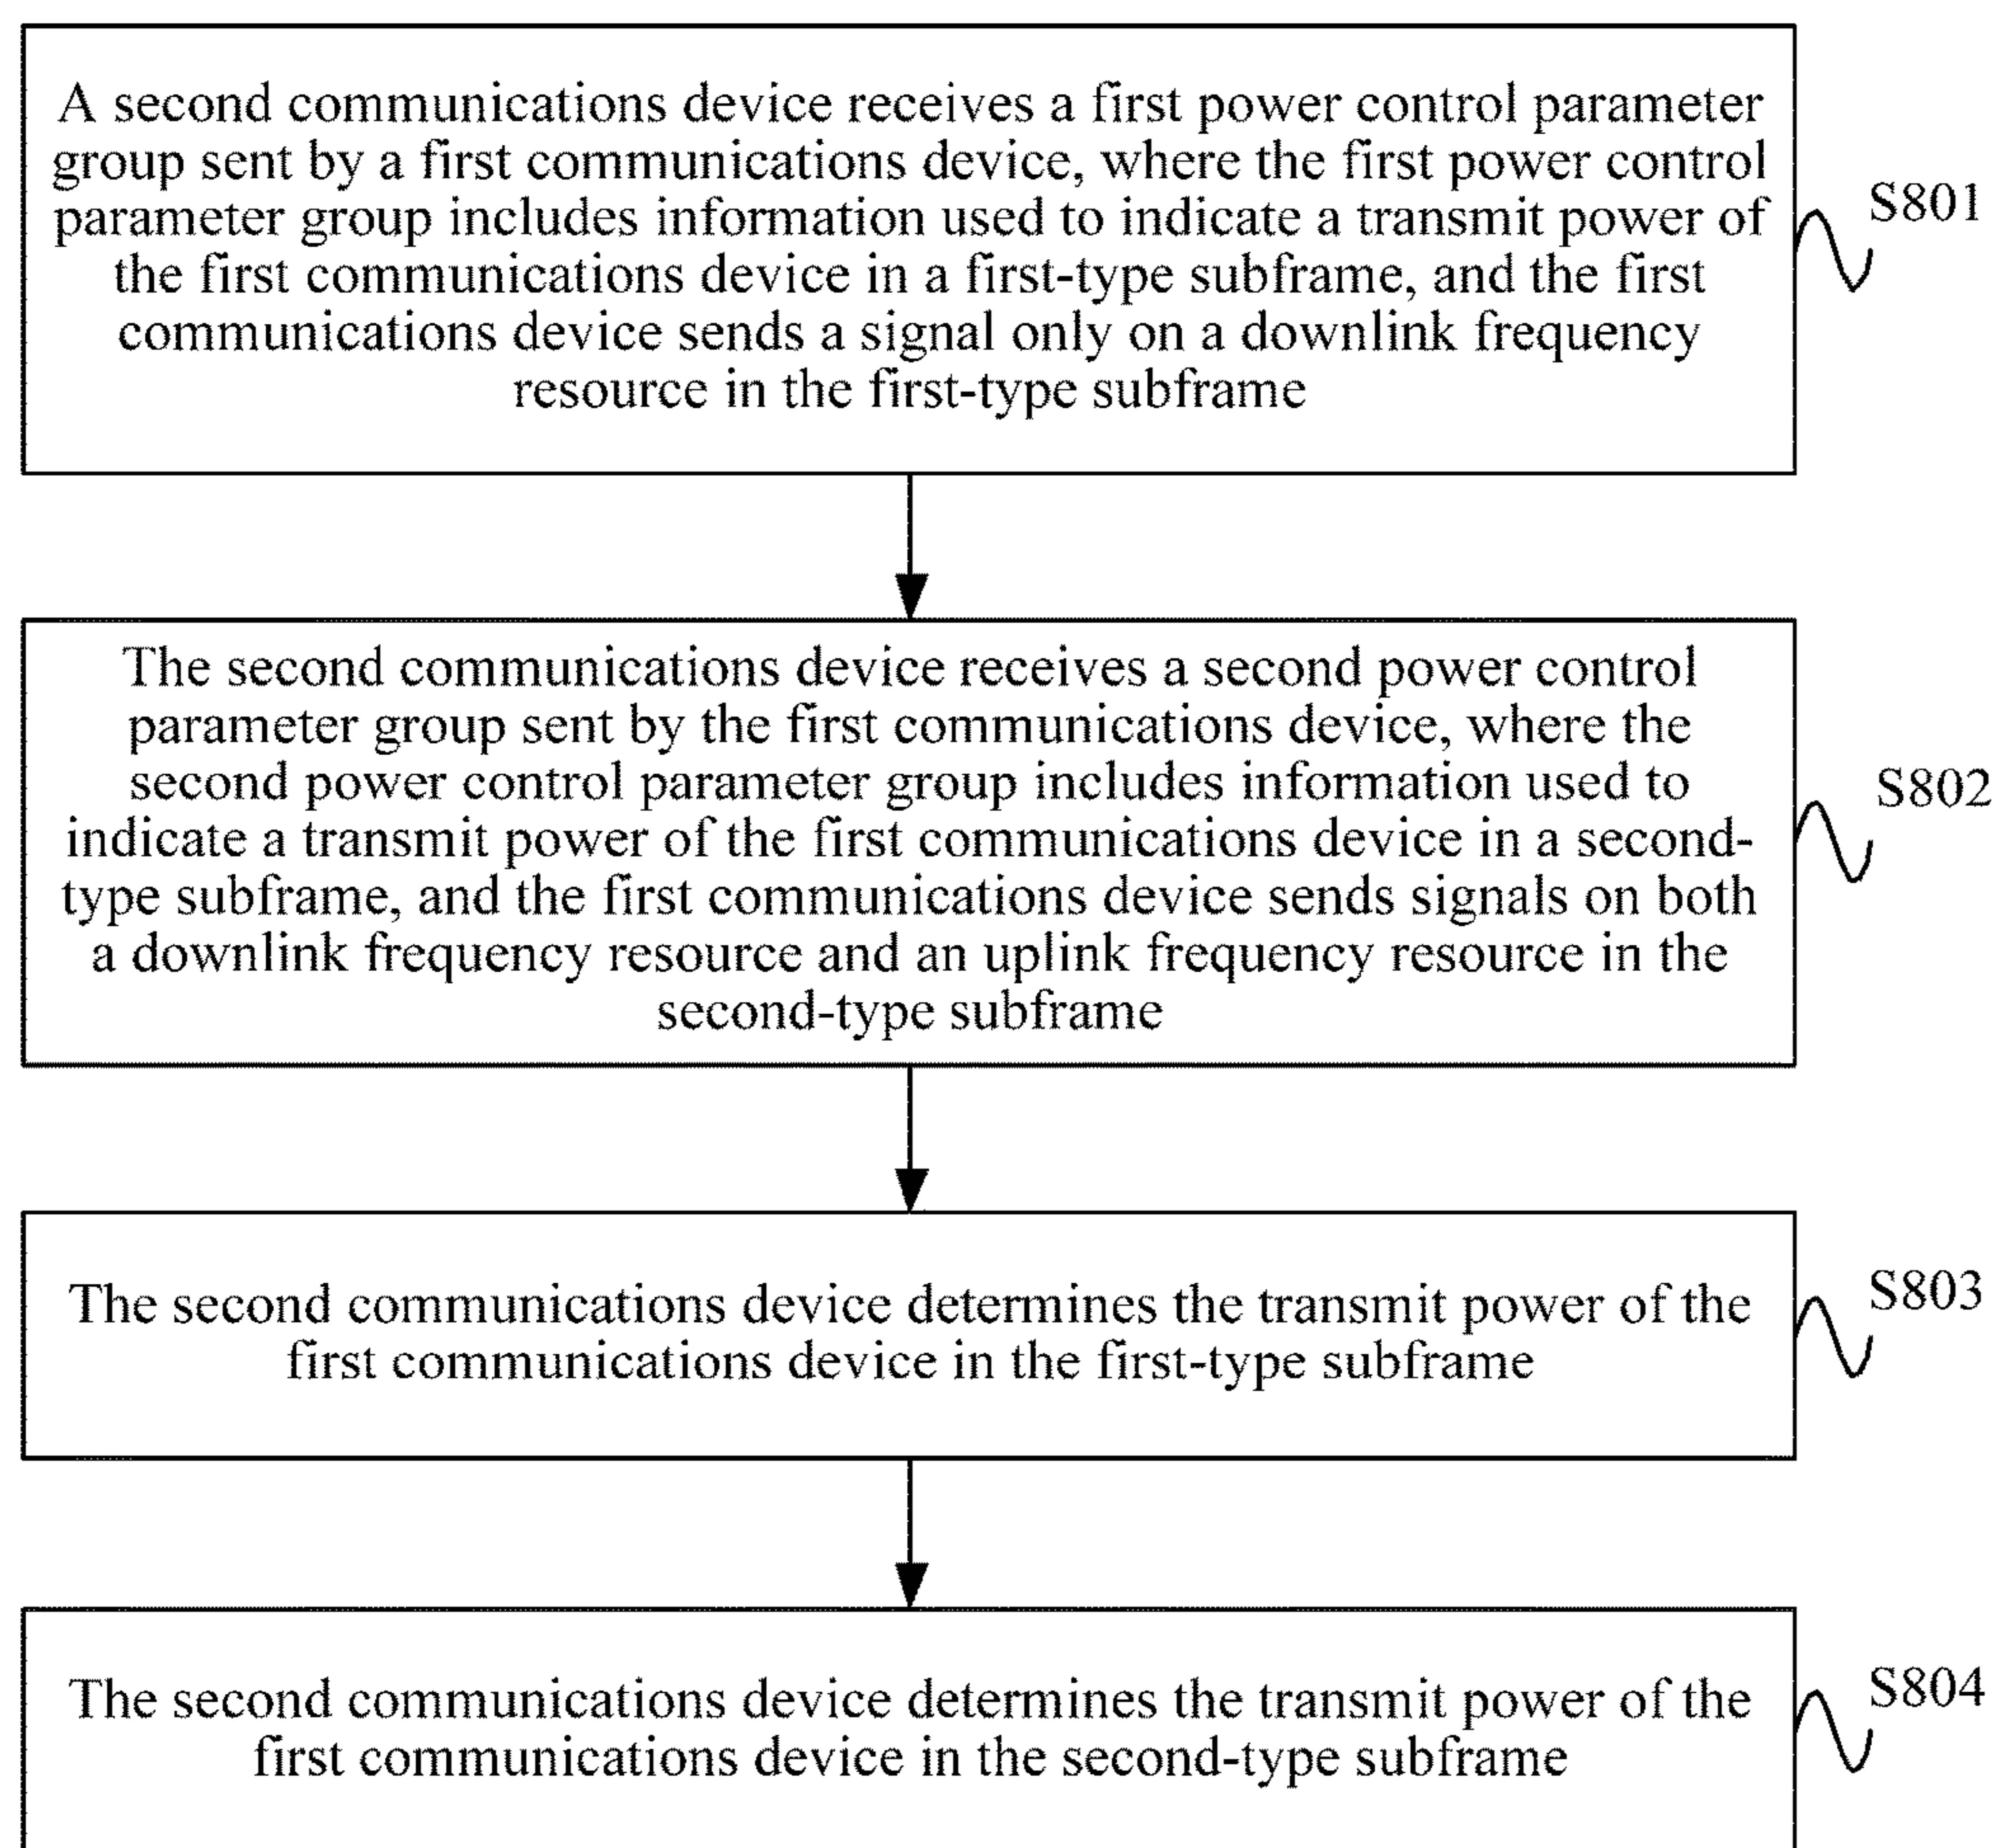 A second communications device receives a first power control parameter
group sent by a first communications device, where the first power control
parameter group includes information used to indicate a transmit power of
the first communications device in a first-type subframe, and the first
communications device sends a signal only on a downlink frequency
resource in the first-type subframe
S801
The second communications device receives a second power control
parameter group sent by the first communications device, where the
second power control parameter group includes information used to
indicate a transmit power of the first communications device in a second-
type subframe, and the first communications device sends signals on both
a downlink frequency resource and an uplink frequency resource in the
second-type subframe
S802
The second communications device determines the transmit power of the
first communications device in the first-type subframe
S803
The second communications device determines the transmit power of the
first communications device in the second-type subframe
S804